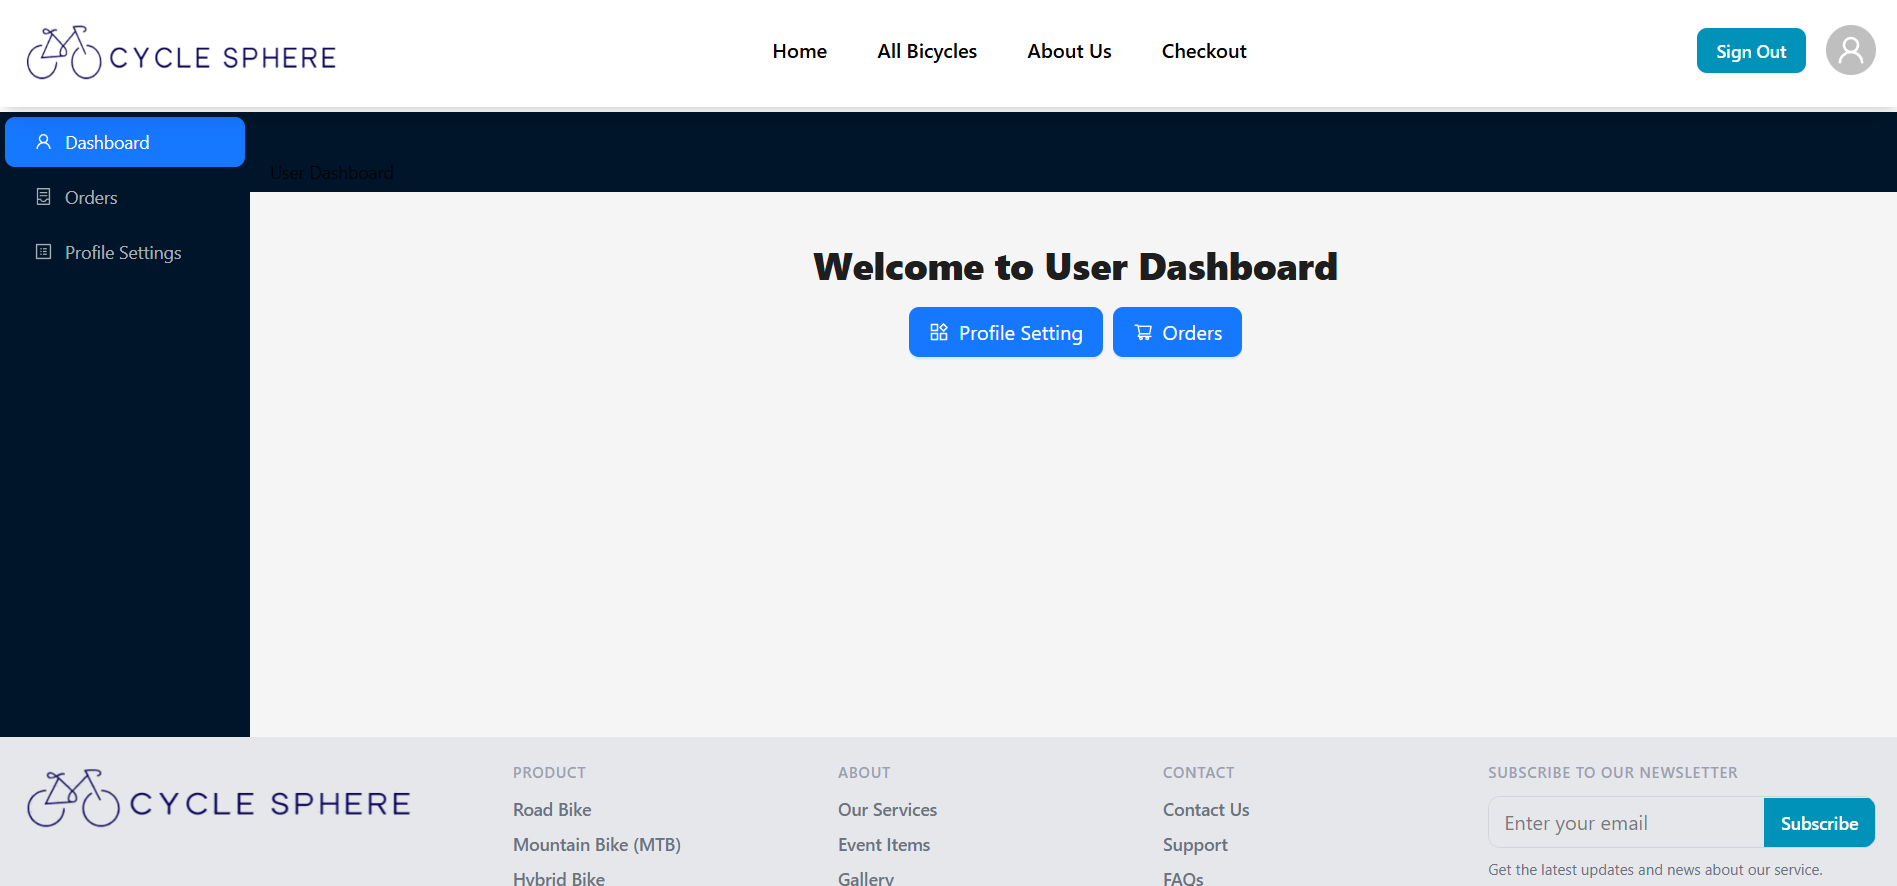 CYCLE SPHERE
Home All Bicycles About Us Checkout
Sign Out
Dashboard
Orders
Profile Settings
User Dashboard
Welcome to User Dashboard
Profile Setting Orders
CYCLE SPHERE
PRODUCT
Road Bike
Mountain Bike (MTB)
Hybrid Bike
ABOUT
Our Services
Event Items
Gallery
CONTACT
Contact Us
Support
FAQs
SUBSCRIBE TO OUR NEWSLETTER
Enter your email Subscribe
Get the latest updates and news about our service.